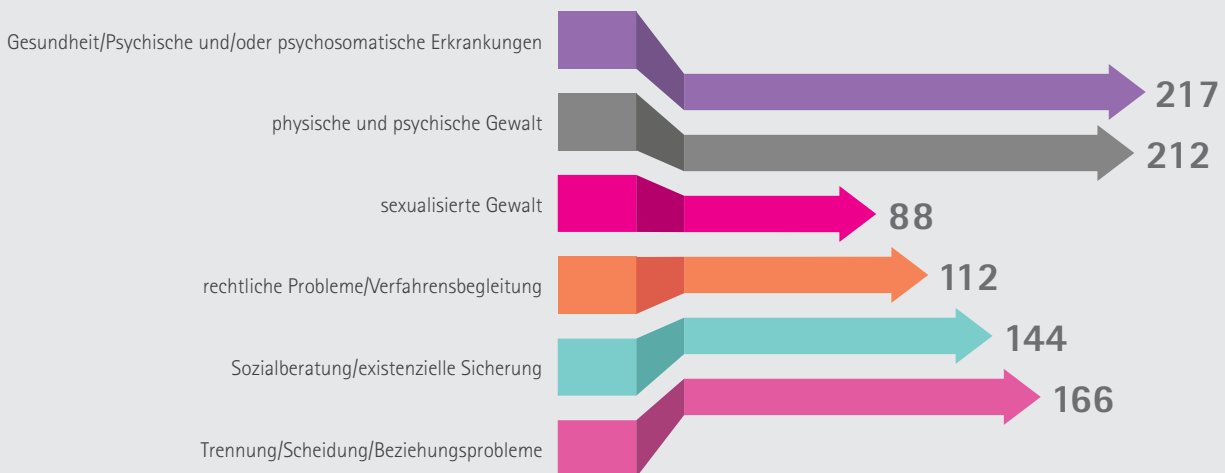 Gesundheit/Psychische und/oder psychosomatische Erkrankungen
217
physische und psychische Gewalt
212
sexualisierte Gewalt
88
rechtliche Probleme/Verfahrensbegleitung
112
Sozialberatung/existenzielle Sicherung
144
Trennung/Scheidung/Beziehungsprobleme
166